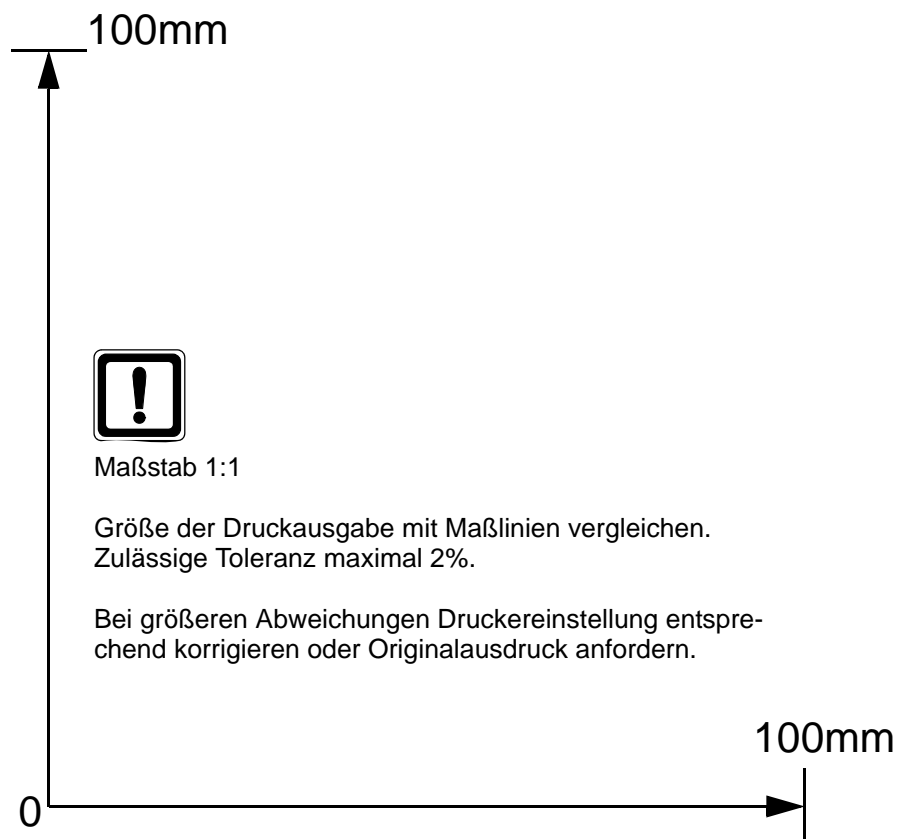 100mm
Maßstab 1:1
Größe der Druckausgabe mit Maßlinien vergleichen.
Zulässige Toleranz maximal 2%.
Bei größeren Abweichungen Druckereinstellung entspre-
chend korrigieren oder Originalausdruck anfordern.
100mm
0